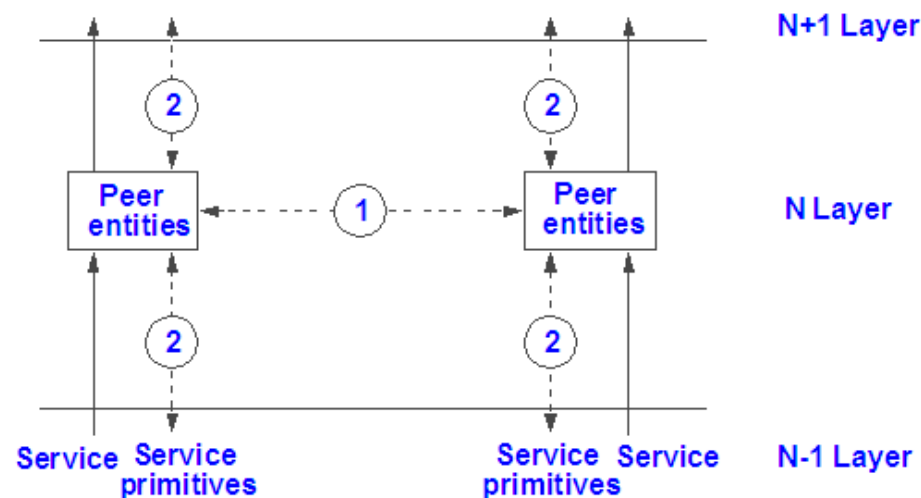 N+1 Layer
2
2
Peer
entities
1
Peer
entities
N Layer
2
2
Service
Service
primitives
Service
primitives
Service
N-1 Layer